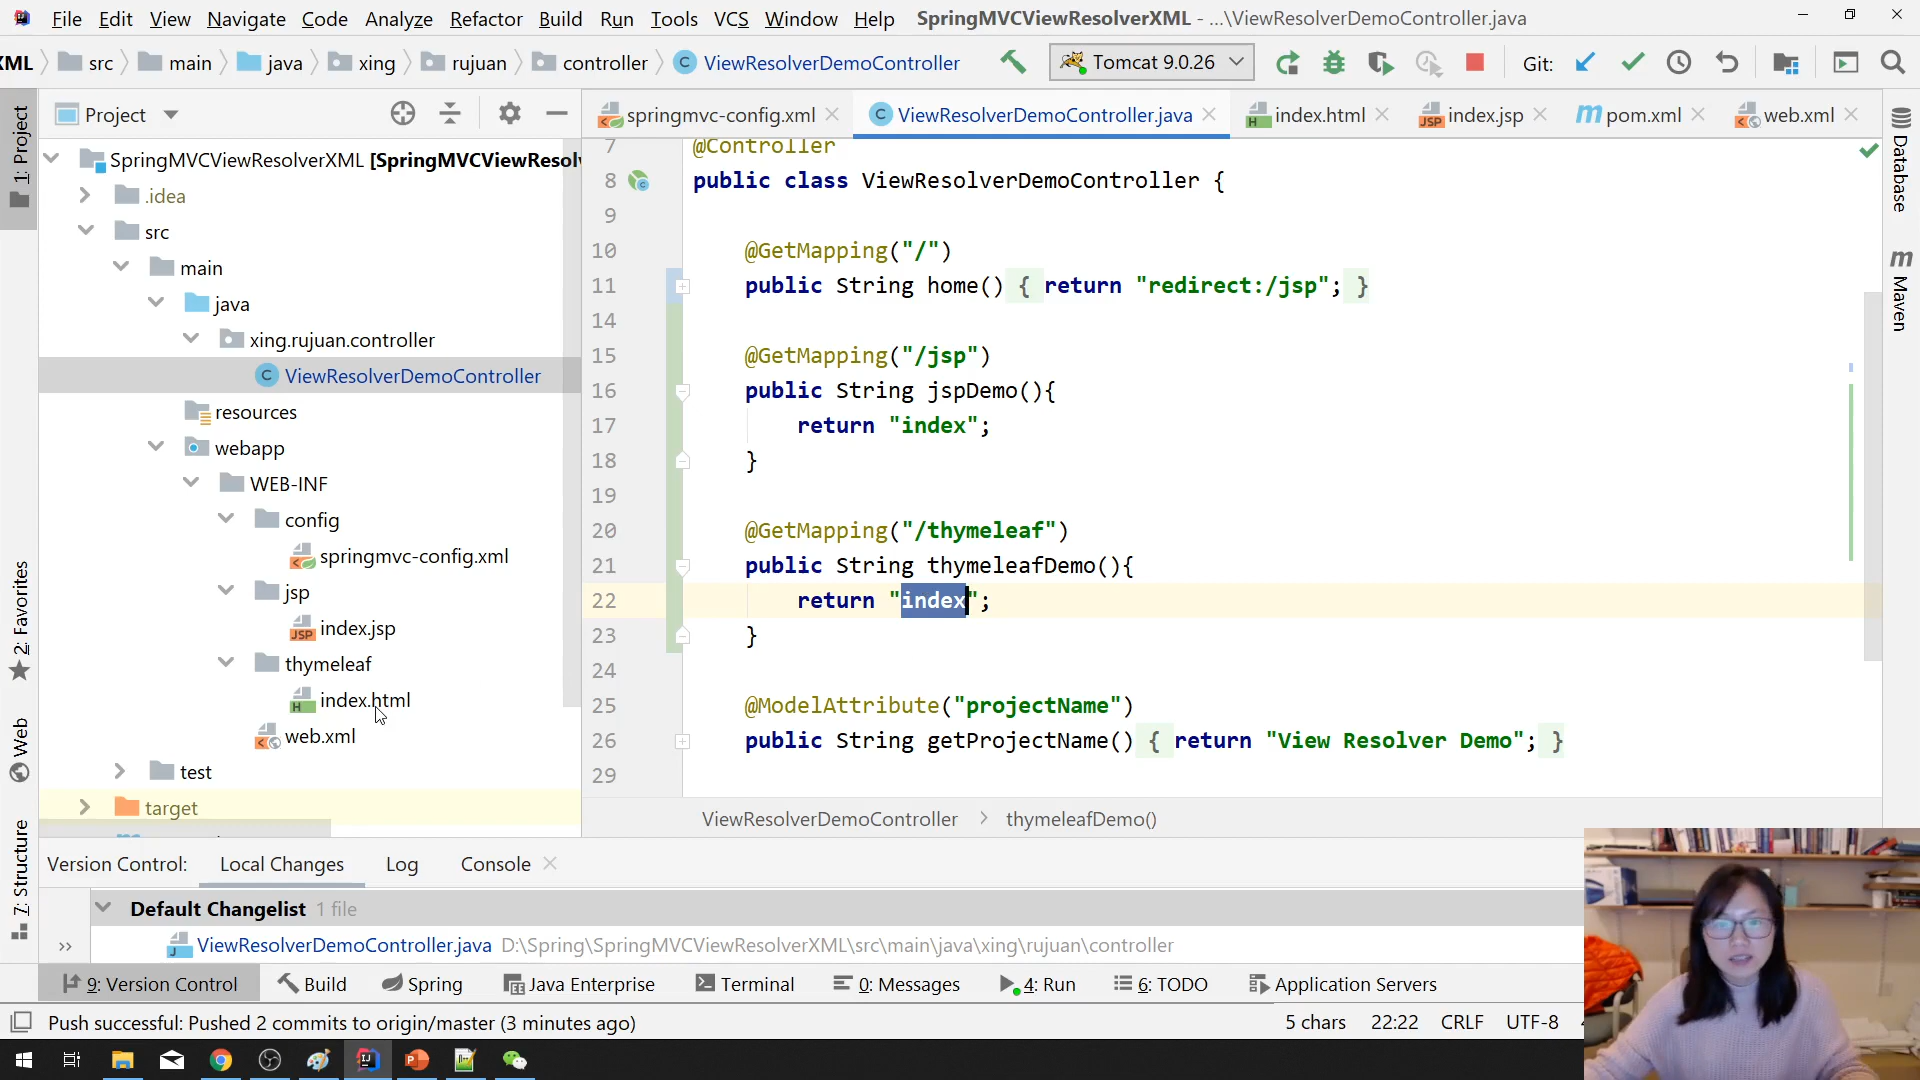 File Edit View Navigate Code Analyze Refactor Build Run Tools VCS Window Help SpringMVCViewResolverXML - ...\ViewResolverDemoController.java
XML src main java xing rujuan controller ViewResolverDemoController Tomcat 9.0.26 Git:
Project
springmvc-config.xml ViewResolverDemoController.java index.html index.jsp pom.xml web.xml
1: Project
2: Favorites
Web
7: Structure
SpringMVCViewResolverXML [SpringMVCViewResolv
.idea
src
main
java
xing.rujuan.controller
ViewResolverDemoController
resources
webapp
WEB-INF
config
springmvc-config.xml
jsp
index.jsp
thymeleaf
index.html
web.xml
test
target
7 @Controller
8 public class ViewResolverDemoController {
9
10 @GetMapping("/")
11 public String home() { return "redirect:/jsp"; }
14
15 @GetMapping("/jsp")
16 public String jspDemo(){
17 return "index";
18 }
19
20 @GetMapping("/thymeleaf")
21 public String thymeleafDemo(){
22 return "index";
23 }
24
25 @ModelAttribute("projectName")
26 public String getProjectName() { return "View Resolver Demo"; }
29
ViewResolverDemoController > thymeleafDemo()
Database
Maven
Version Control: Local Changes Log Console
Default Changelist 1 file
ViewResolverDemoController.java D:\Spring\SpringMVCViewResolverXML\src\main\java\xing\rujuan\controller
9: Version Control Build Spring Java Enterprise Terminal 0: Messages 4: Run 6: TODO Application Servers
Push successful: Pushed 2 commits to origin/master (3 minutes ago) 5 chars 22:22 CRLF UTF-8